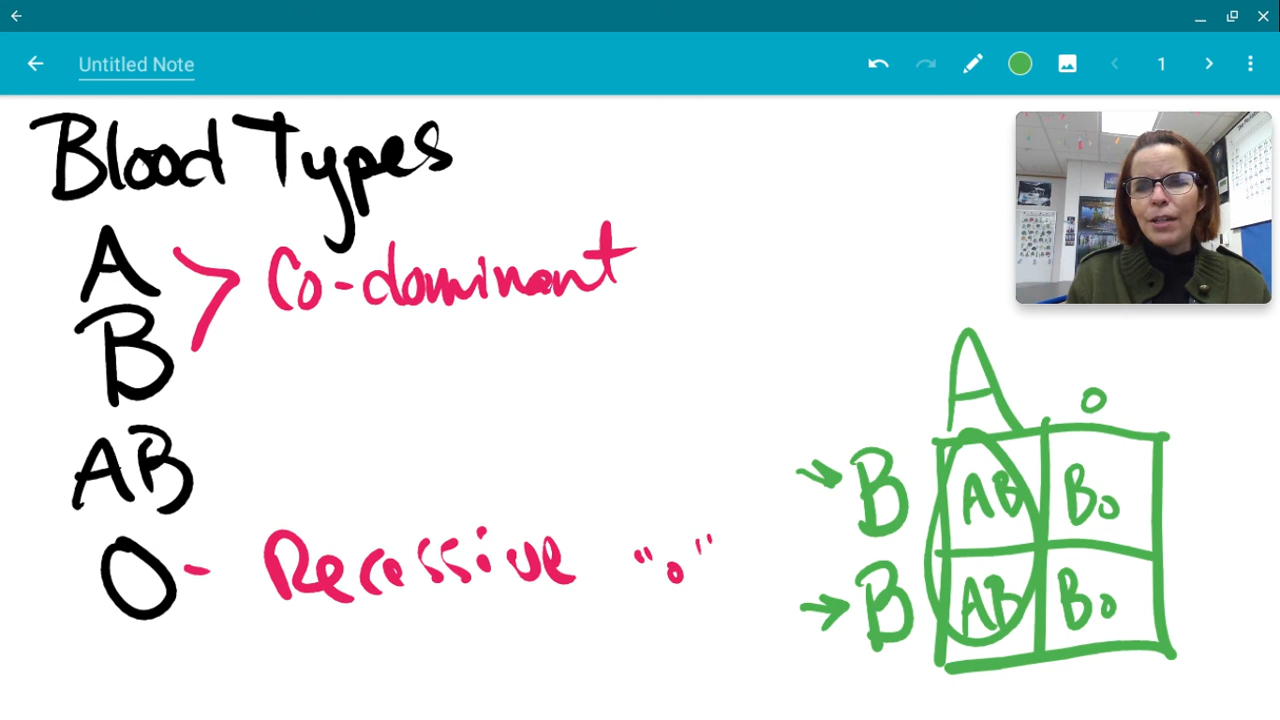 Untitled Note
1
Blood Types
A
B
Co-dominant
AB
O - Recessive "o"
A o
B AB Bo
B AB Bo